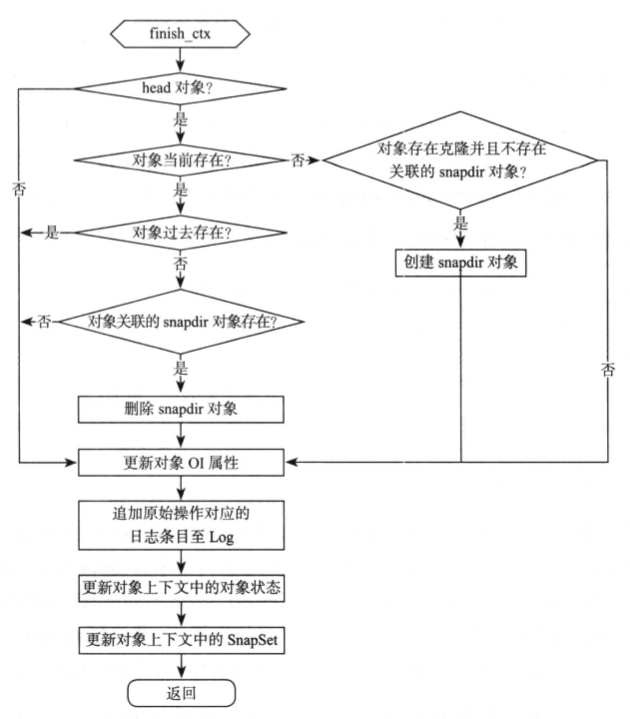 finish_ctx
head 对象？
是
否
对象当前存在？
否
对象存在克隆并且不存在
关联的 snapdir 对象？
是
是
对象过去存在？
是
创建 snapdir 对象
否
否
对象关联的 snapdir 对象存在？
否
是
删除 snapdir 对象
更新对象 OI 属性
追加原始操作对应的
日志条目至 Log
更新对象上下文中的对象状态
更新对象上下文中的 SnapSet
返回